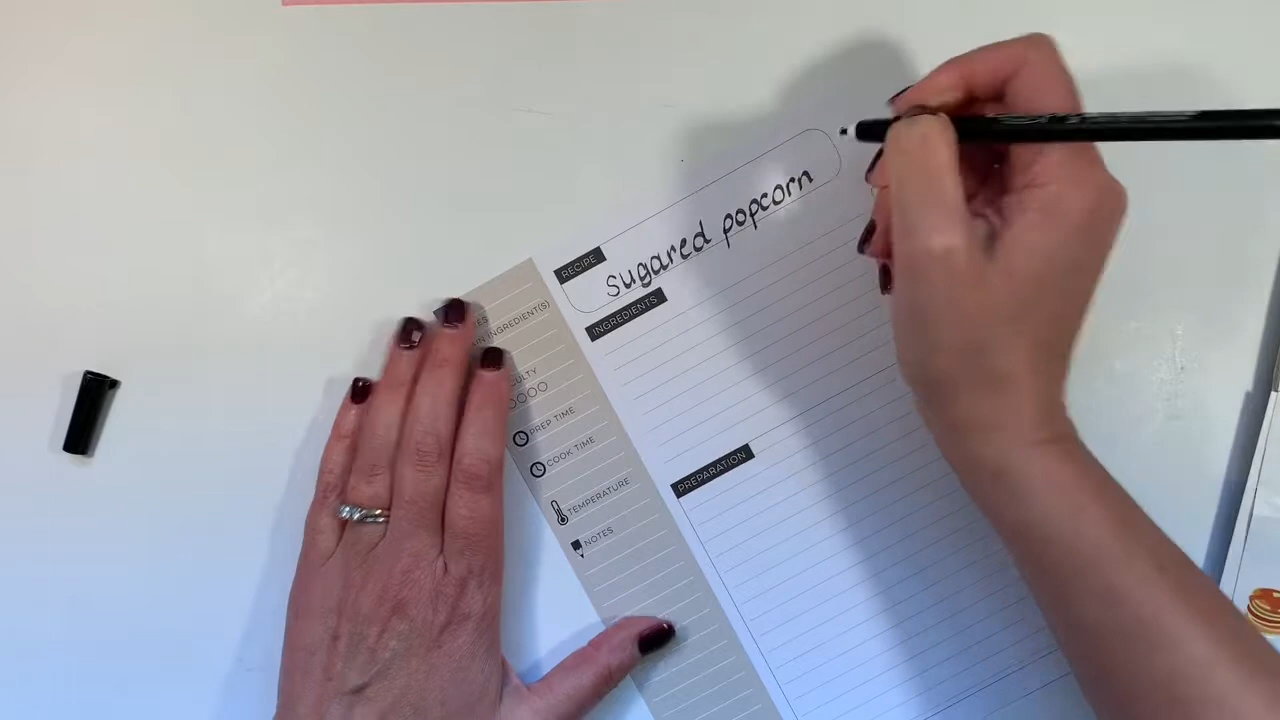 RECIPE
Sugared popcorn
INGREDIENTS
PREP TIME
COOK TIME
TEMPERATURE
NOTES
PREPARATION